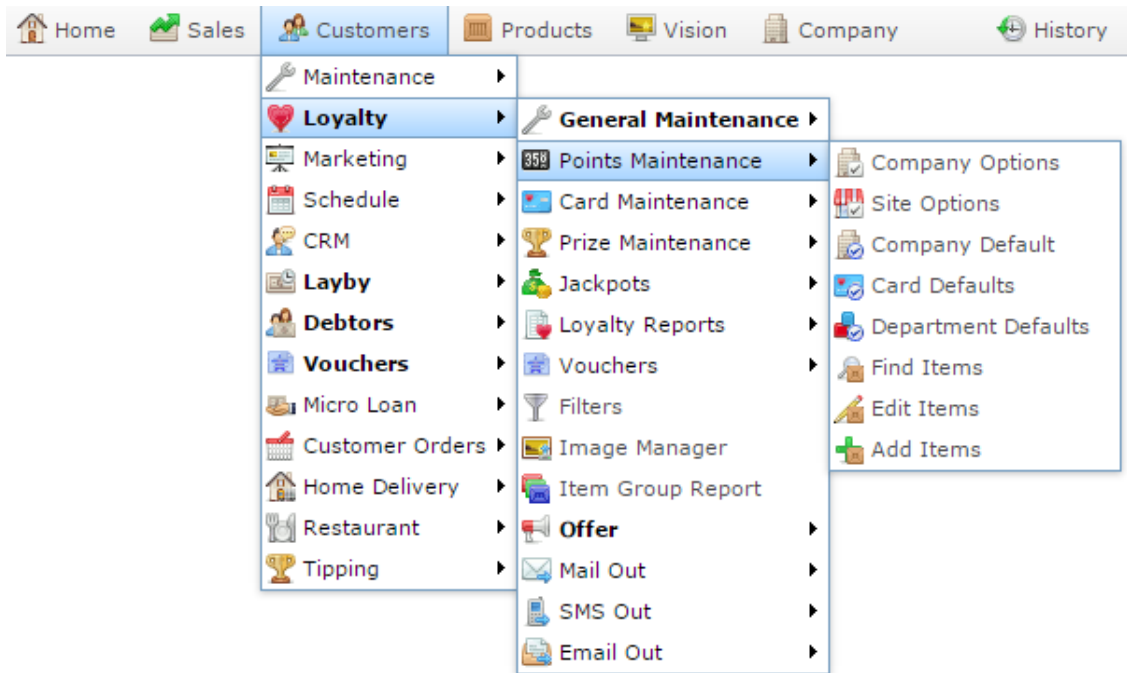 Home Sales Customers Products Vision Company History
Maintenance
Loyalty
Marketing
Schedule
CRM
Layby
Debtors
Vouchers
Micro Loan
Customer Orders
Home Delivery
Restaurant
Tipping
General Maintenance
Points Maintenance
Card Maintenance
Prize Maintenance
Jackpots
Loyalty Reports
Vouchers
Filters
Image Manager
Item Group Report
Offer
Mail Out
SMS Out
Email Out
Company Options
Site Options
Company Default
Card Defaults
Department Defaults
Find Items
Edit Items
Add Items